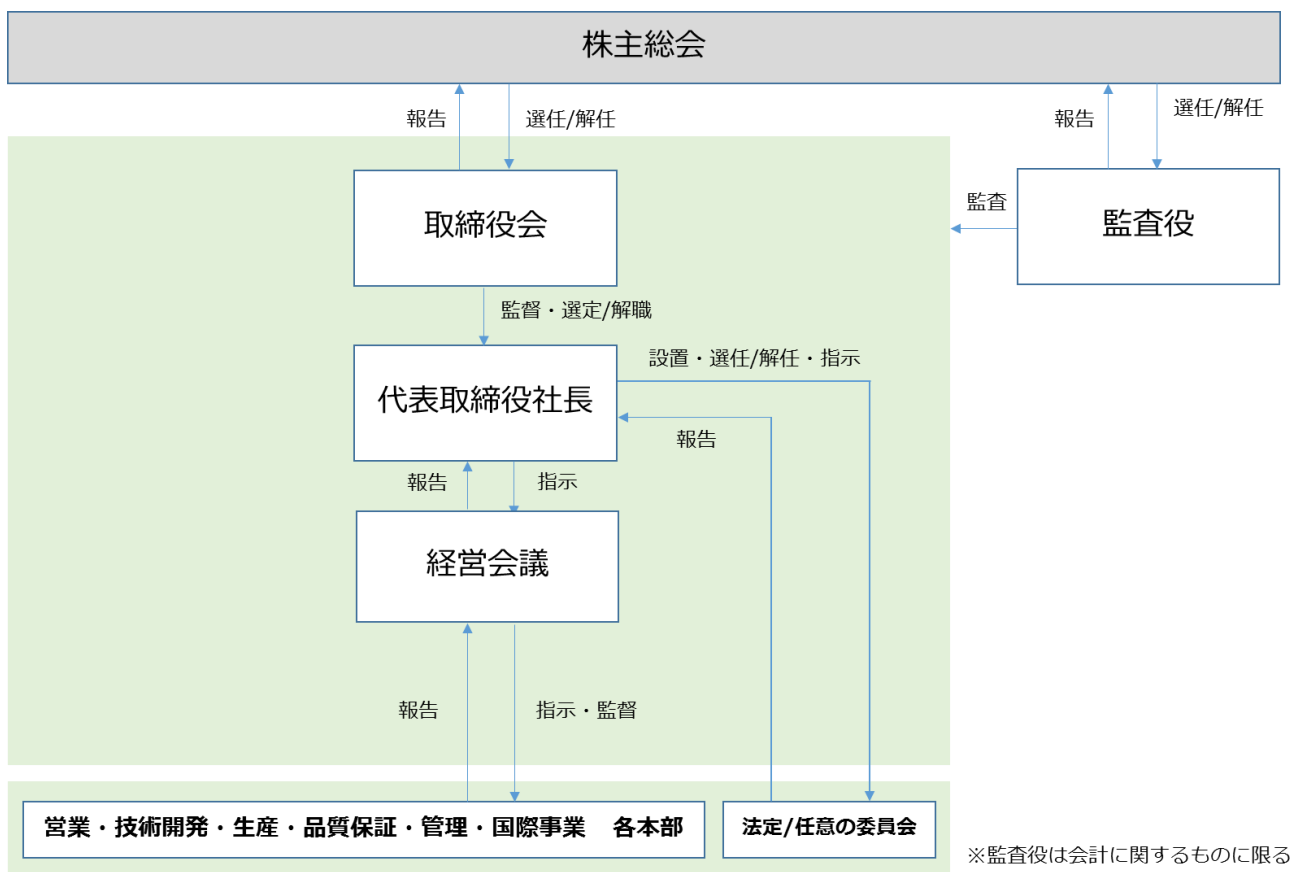 株主総会
報告
選任/解任
報告
選任/解任
取締役会
監査
監査役
監督・選定/解職
代表取締役社長
設置・選任/解任・指示
報告
報告
指示
経営会議
報告
指示・監督
営業・技術開発・生産・品質保証・管理・国際事業　各本部
法定/任意の委員会
※監査役は会計に関するものに限る